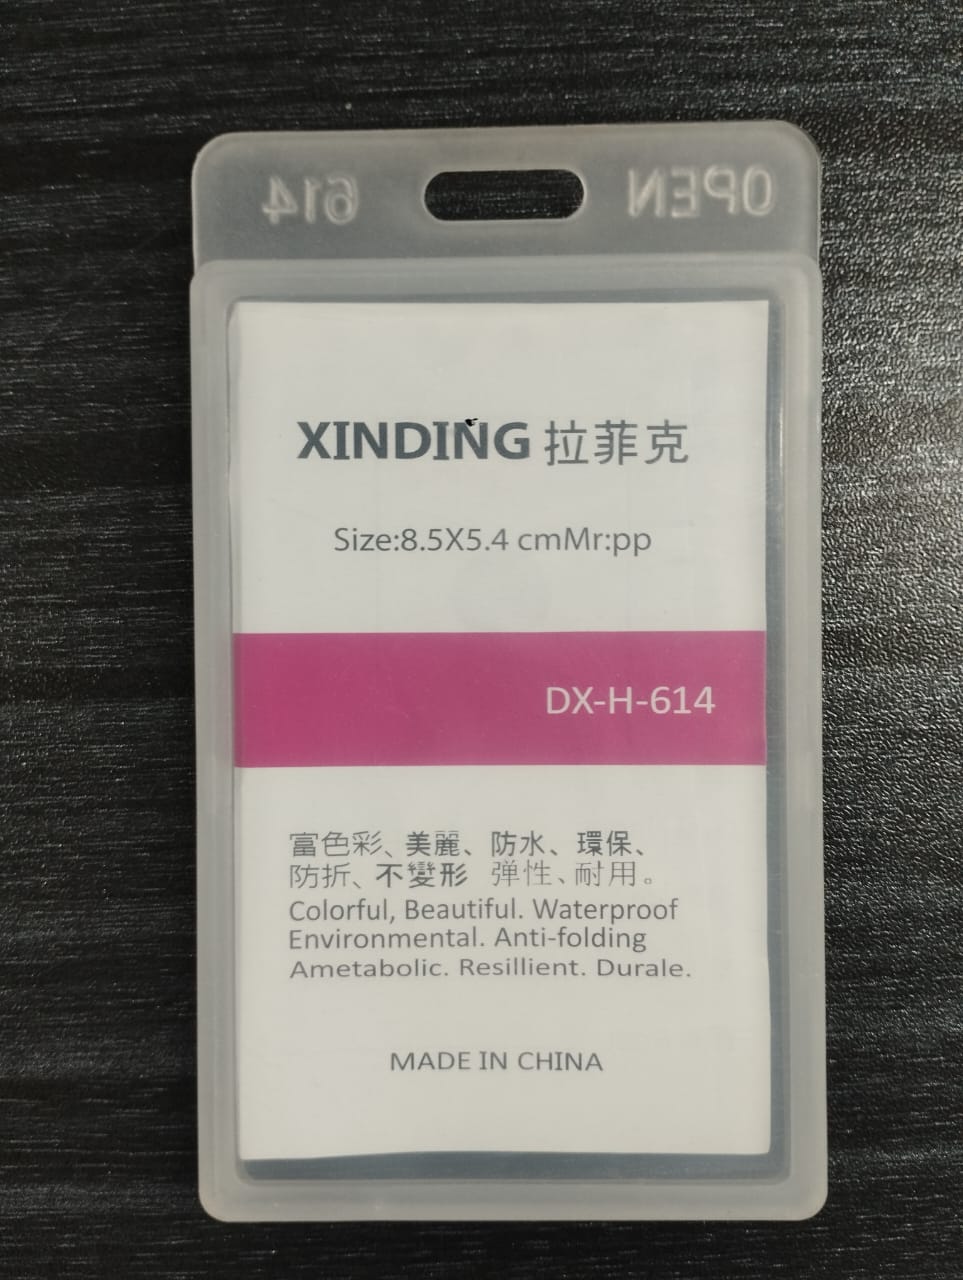 614 OPEN
XINDING 拉菲克
Size:8.5X5.4 cmMr:pp
DX-H-614
富色彩、美麗、防水、環保、
防折、不變形 弹性、耐用。
Colorful, Beautiful. Waterproof
Environmental. Anti-folding
Ametabolic. Resillient. Durale.
MADE IN CHINA